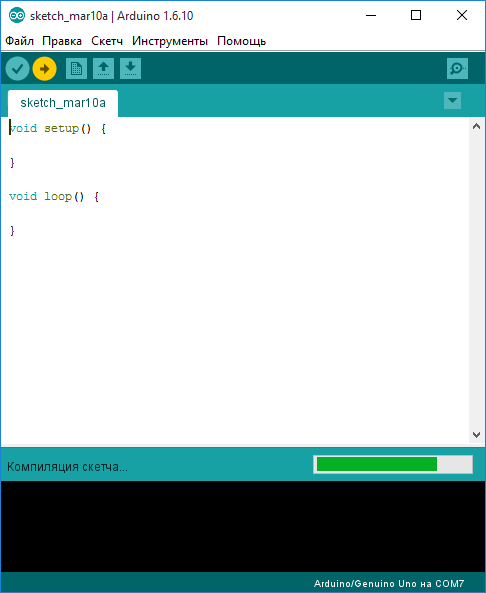 sketch_mar10a | Arduino 1.6.10
Файл Правка Скетч Инструменты Помощь
sketch_mar10a
void setup() {
}
void loop() {
}
Компиляция скетча...
Arduino/Genuino Uno на COM7